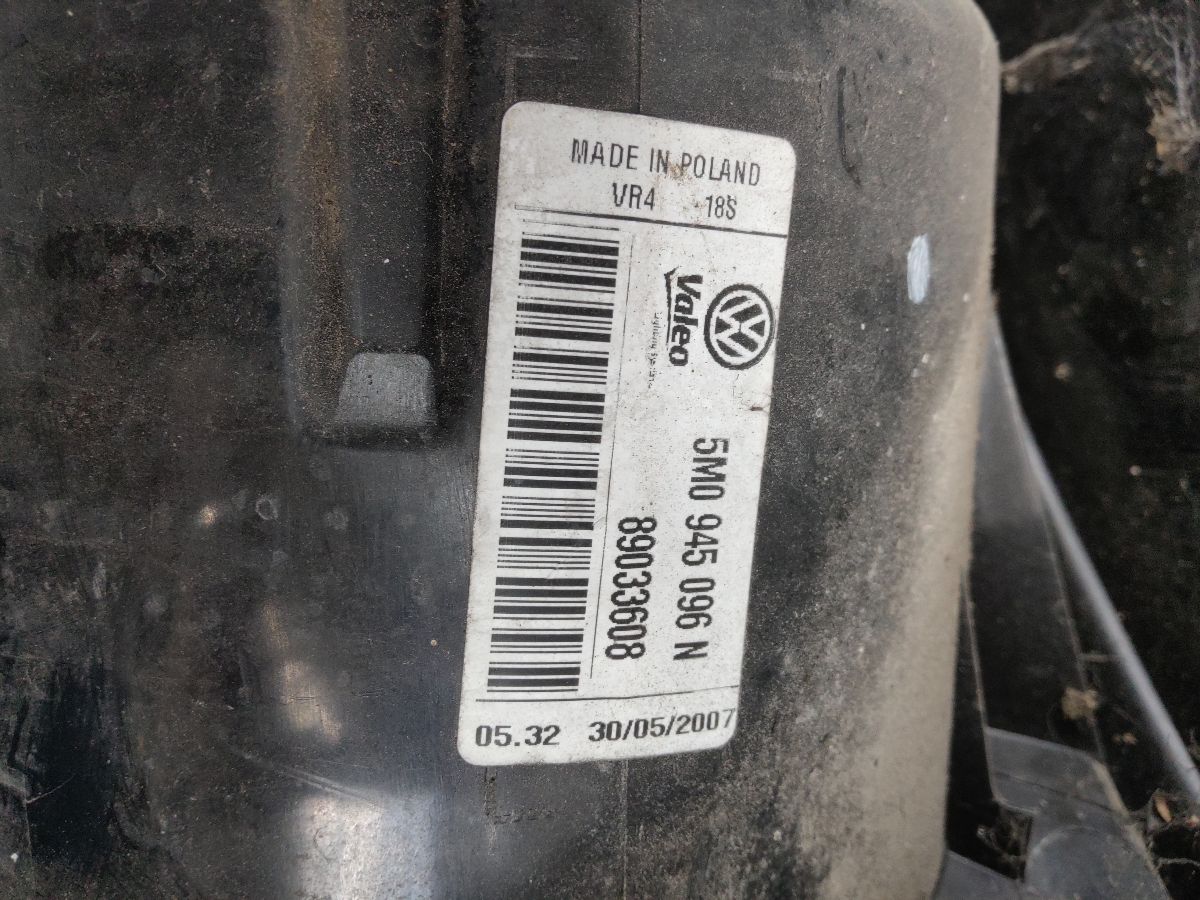 MADE IN POLAND
VR4 18S
Valeo
5M0 945 096 N
89033608
05.32 30/05/2007